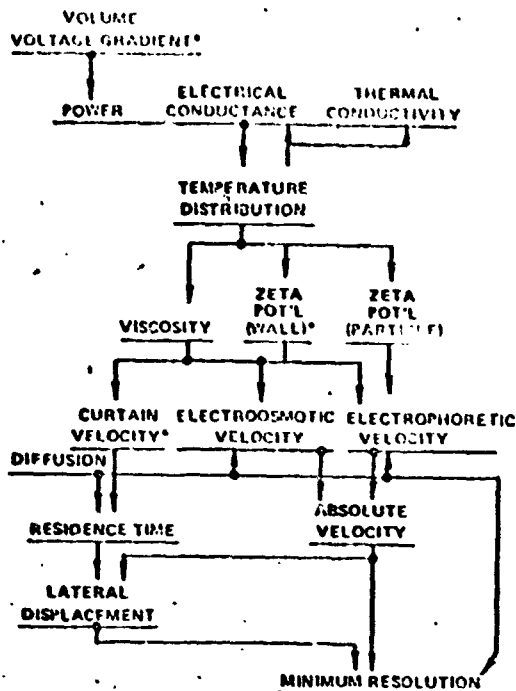 VOLUME
VOLTAGE GRADIENT*
POWER
ELECTRICAL
CONDUCTANCE
THERMAL
CONDUCTIVITY
TEMPERATURE
DISTRIBUTION
VISCOSITY
ZETA
POT'L
(WALL)*
ZETA
POT'L
(PARTICLE)
CURTAIN
VELOCITY*
ELECTROOSMOTIC
VELOCITY
ELECTROPHORETIC
VELOCITY
DIFFUSION
RESIDENCE TIME
ABSOLUTE
VELOCITY
LATERAL
DISPLACEMENT
MINIMUM RESOLUTION